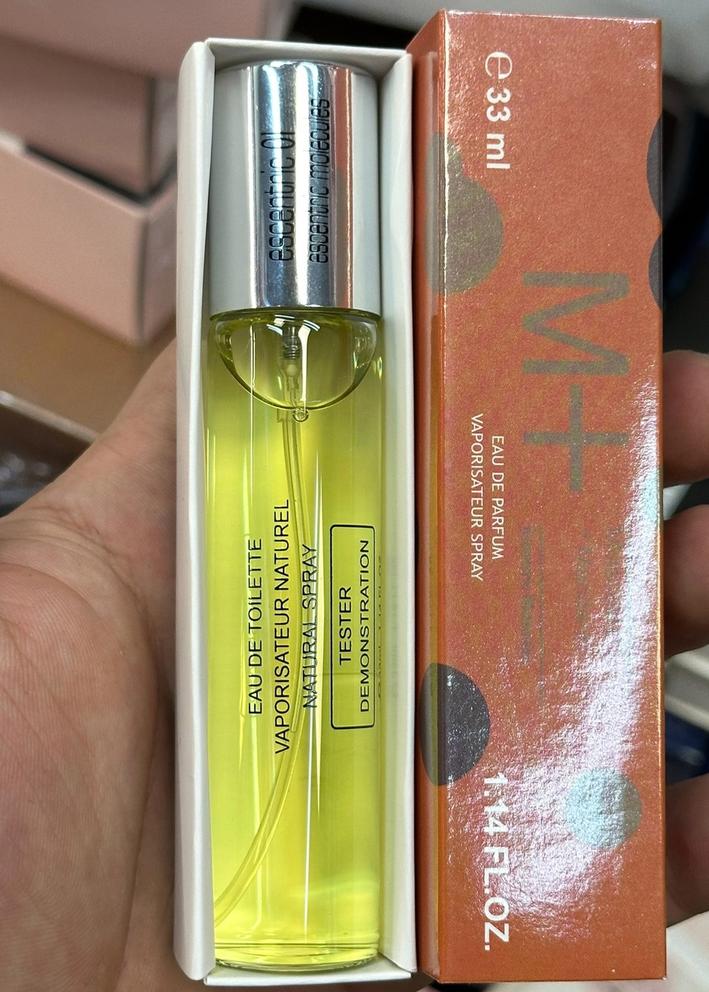 escentric 01
escentric molecules
EAU DE TOILETTE
VAPORISATEUR NATUREL
NATURAL SPRAY
TESTER
DEMONSTRATION
e 33 ml
M+
EAU DE PARFUM
VAPORISATEUR SPRAY
1.14 FL.OZ.